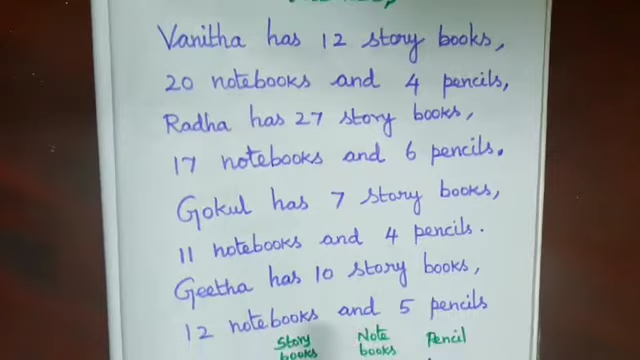 Vanitha has 12 story books,
20 notebooks and 4 pencils,
Radha has 27 story books,
17 notebooks and 6 pencils.
Gokul has 7 story books,
11 notebooks and 4 pencils.
Geetha has 10 story books,
12 notebooks and 5 pencils
Story books Note books Pencil